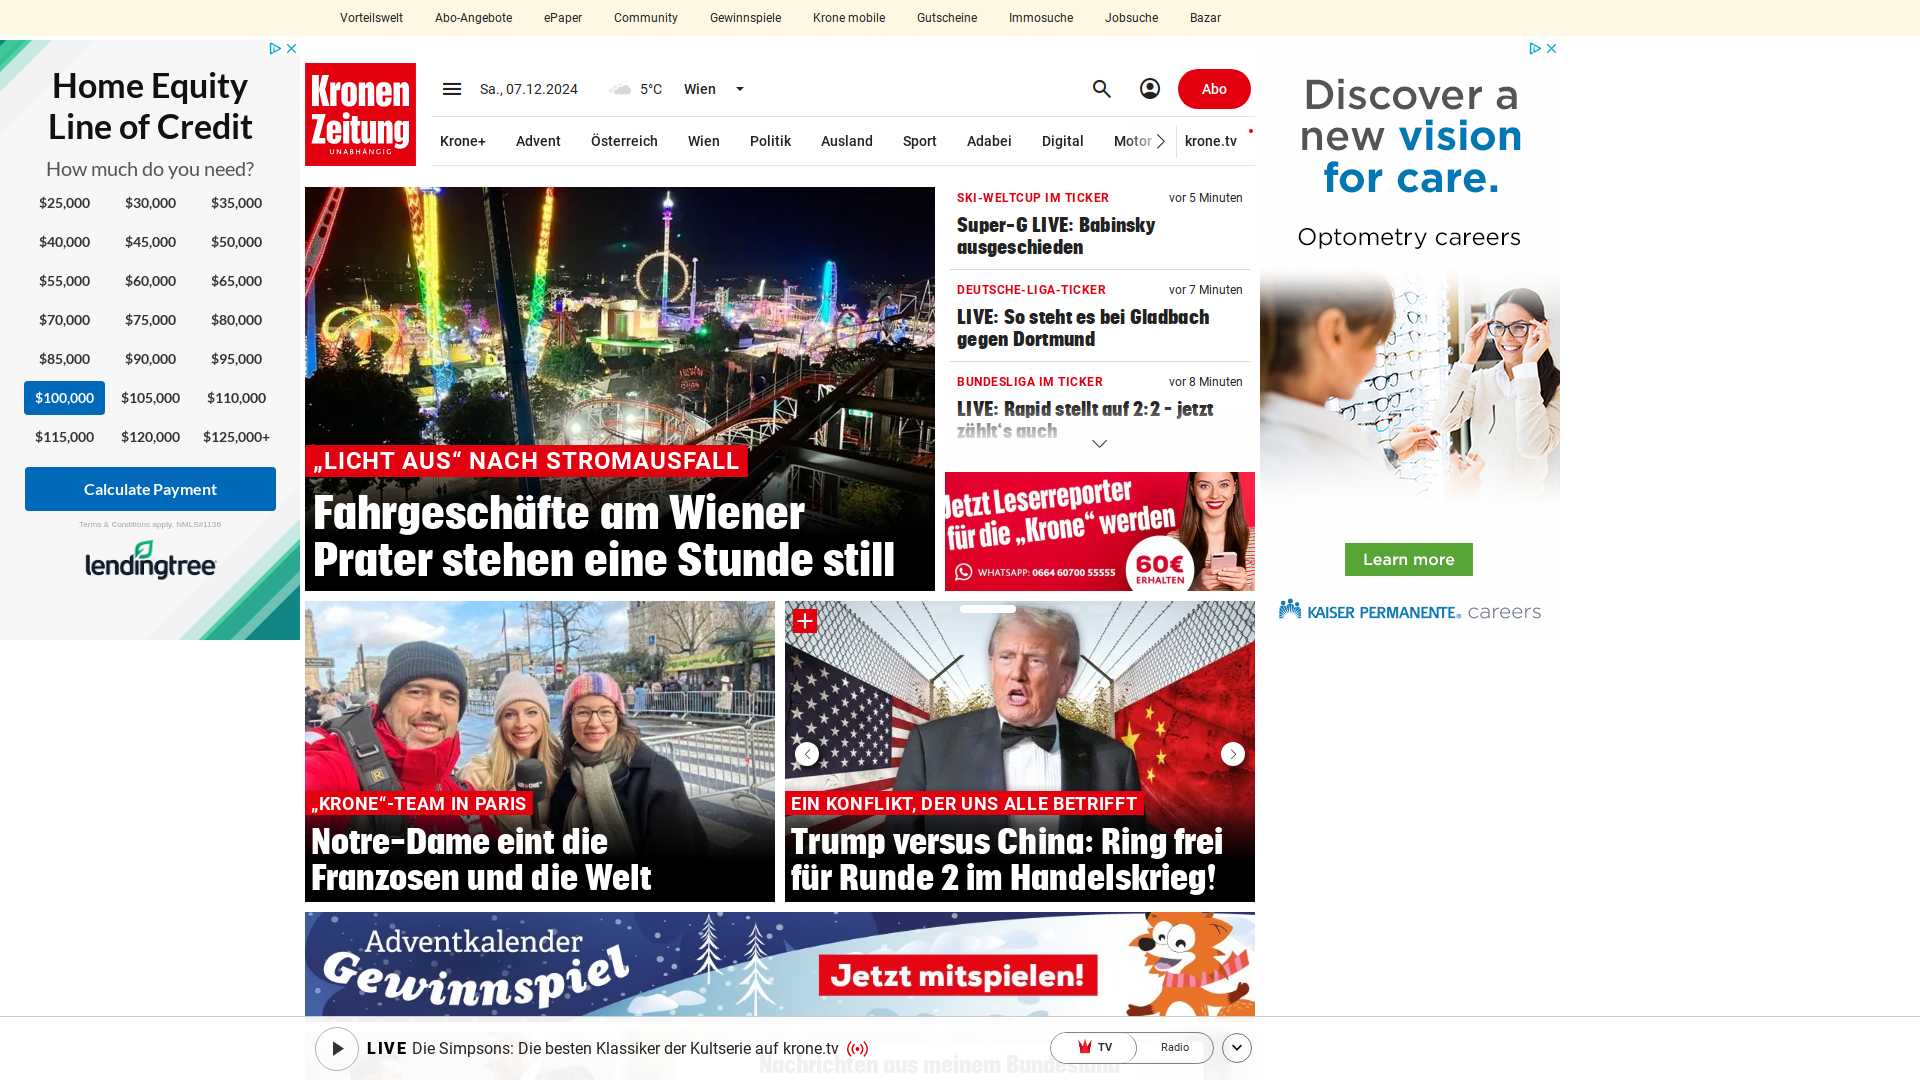 Vorteilswelt Abo-Angebote ePaper Community Gewinnspiele Krone mobile Gutscheine Immosuche Jobsuche Bazar
Home Equity
Line of Credit
How much do you need?
$25,000 $30,000 $35,000
$40,000 $45,000 $50,000
$55,000 $60,000 $65,000
$70,000 $75,000 $80,000
$85,000 $90,000 $95,000
$100,000 $105,000 $110,000
$115,000 $120,000 $125,000+
Calculate Payment
Terms & Conditions apply. NMLS#1136
lendingtree
Kronen
Zeitung
UNABHÄNGIG
Sa., 07.12.2024 5°C Wien
Abo
Krone+ Advent Österreich Wien Politik Ausland Sport Adabei Digital Motor krone.tv
„LICHT AUS“ NACH STROMAUSFALL
Fahrgeschäfte am Wiener
Prater stehen eine Stunde still
SKI-WELTCUP IM TICKER vor 5 Minuten
Super-G LIVE: Babinsky
ausgeschieden
DEUTSCHE-LIGA-TICKER vor 7 Minuten
LIVE: So steht es bei Gladbach
gegen Dortmund
BUNDESLIGA IM TICKER vor 8 Minuten
LIVE: Rapid stellt auf 2:2 - jetzt
zählt‘s auch
Jetzt Leserreporter
für die „Krone“ werden
WHATSAPP: 0664 60700 55555
60€
ERHALTEN
„KRONE“-TEAM IN PARIS
Notre-Dame eint die
Franzosen und die Welt
EIN KONFLIKT, DER UNS ALLE BETRIFFT
Trump versus China: Ring frei
für Runde 2 im Handelskrieg!
Adventkalender
Gewinnspiel
Jetzt mitspielen!
LIVE Die Simpsons: Die besten Klassiker der Kultserie auf krone.tv
TV Radio
Nachrichten aus meinem Bundesland
Discover a
new vision
for care.
Optometry careers
Learn more
KAISER PERMANENTE® careers